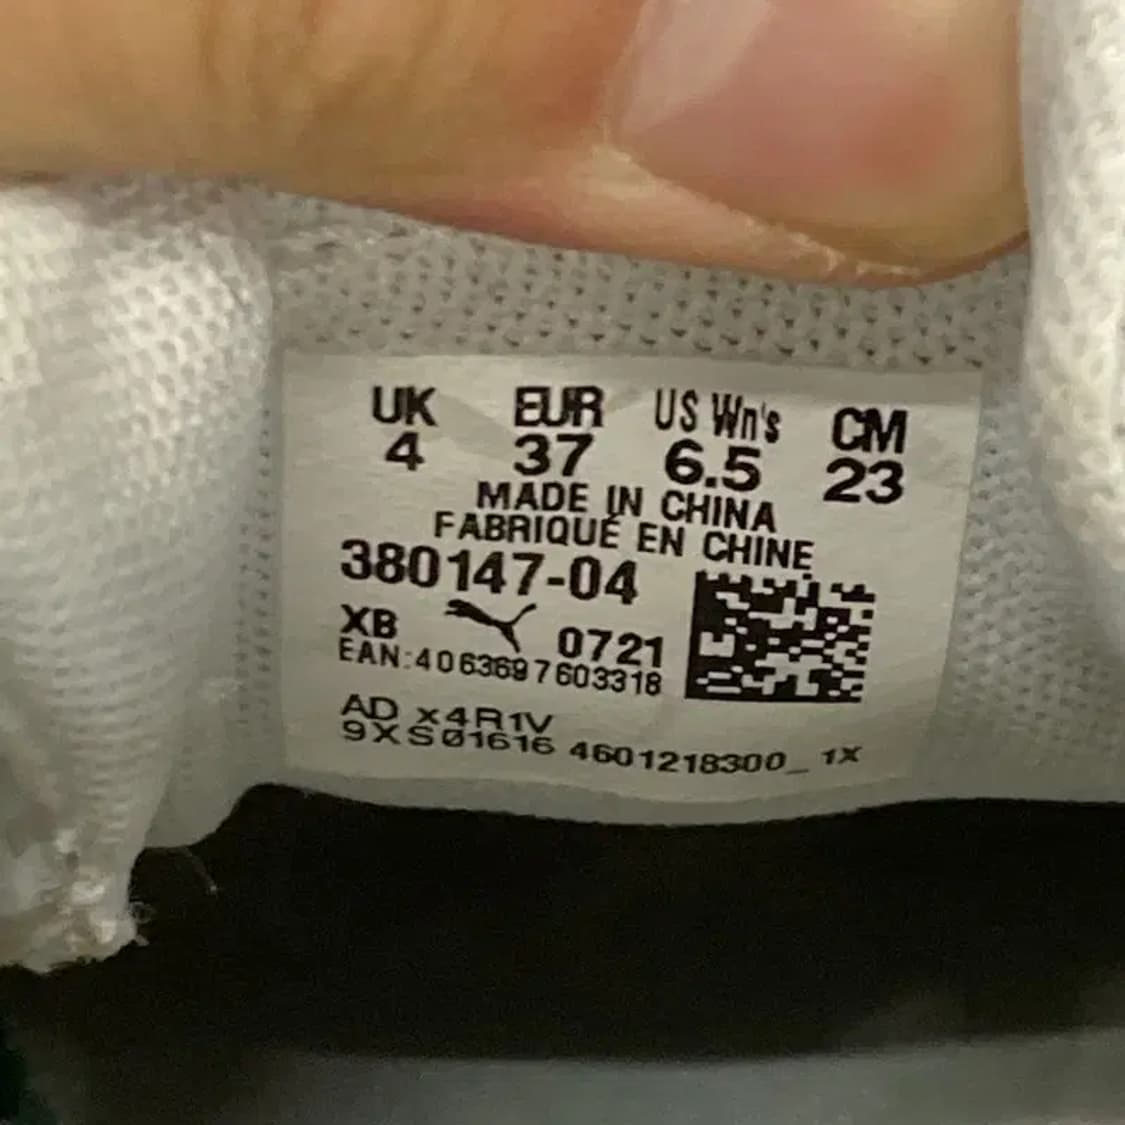 UK EUR US Wn's CM
4 37 6.5 23
MADE IN CHINA
FABRIQUÉ EN CHINE
380147-04
XB 0721
EAN:4063697603318
AD x4R1V
9XSØ1616 4601218300_ 1X